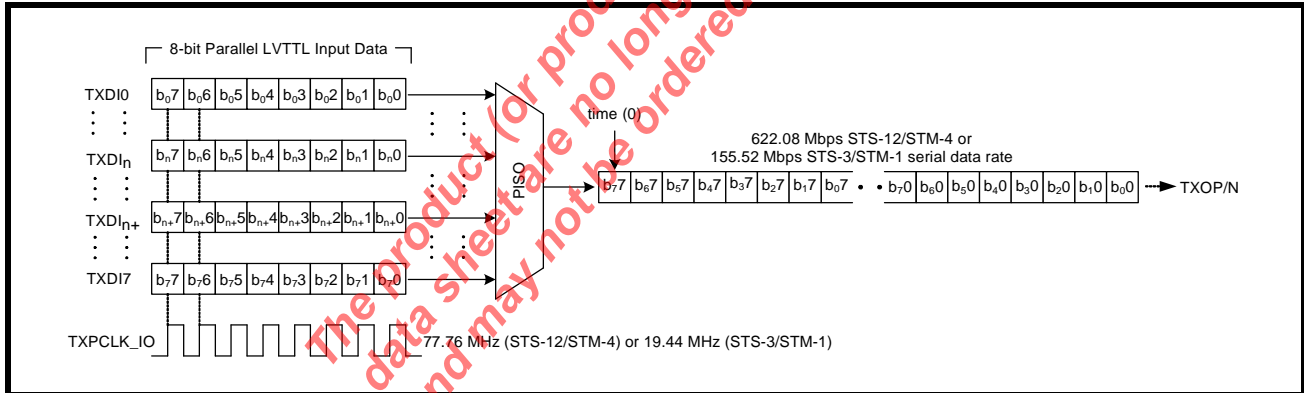 8-bit Parallel LVTTL Input Data
TXDI0 b07 b06 b05 b04 b03 b02 b01 b00
TXDIn bn7 bn6 bn5 bn4 bn3 bn2 bn1 bn0
TXDIn+ bn+7 bn+6 bn+5 bn+4 bn+3 bn+2 bn+1 bn+0
TXDI7 b77 b76 b75 b74 b73 b72 b71 b70
TXPCLK_IO 77.76 MHz (STS-12/STM-4) or 19.44 MHz (STS-3/STM-1)
PISO
time (0)
622.08 Mbps STS-12/STM-4 or
155.52 Mbps STS-3/STM-1 serial data rate
b77 b67 b57 b47 b37 b27 b17 b07 b70 b60 b50 b40 b30 b20 b10 b00 TXOP/N
The product (or
data sheet are no
and may not be ordered